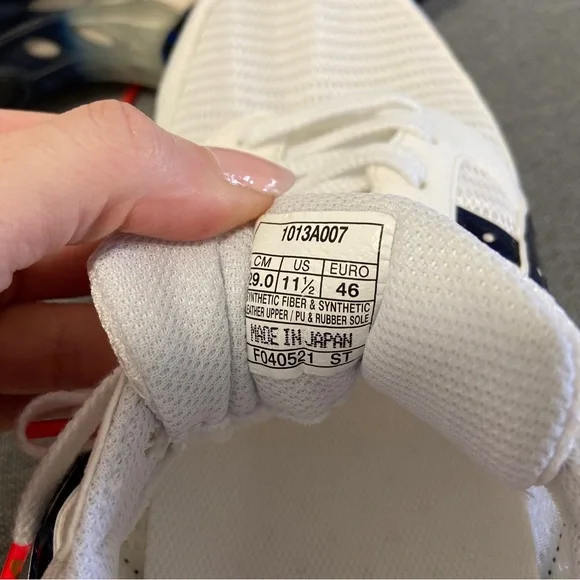 1013A007
CM US EURO
29.0 11½ 46
SYNTHETIC FIBER & SYNTHETIC
LEATHER UPPER / PU & RUBBER SOLE
MADE IN JAPAN
F040521 ST